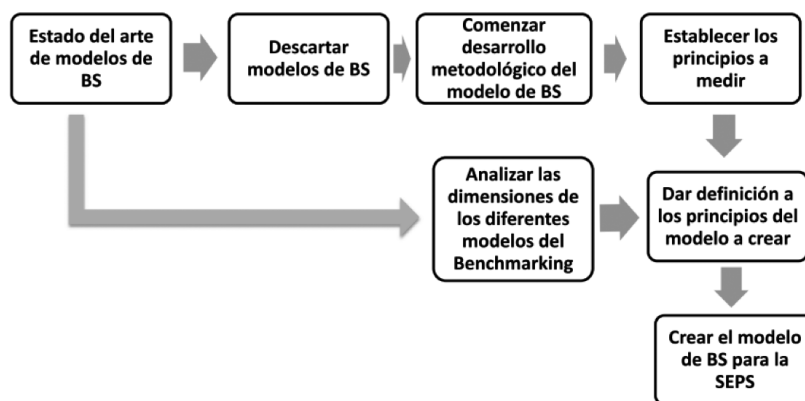 Estado del arte
de modelos de
BS
Descartar
modelos de BS
Comenzar
desarrollo
metodológico del
modelo de BS
Establecer los
principios a
medir
Analizar las
dimensiones de
los diferentes
modelos del
Benchmarking
Dar definición a
los principios del
modelo a crear
Crear el modelo
de BS para la
SEPS